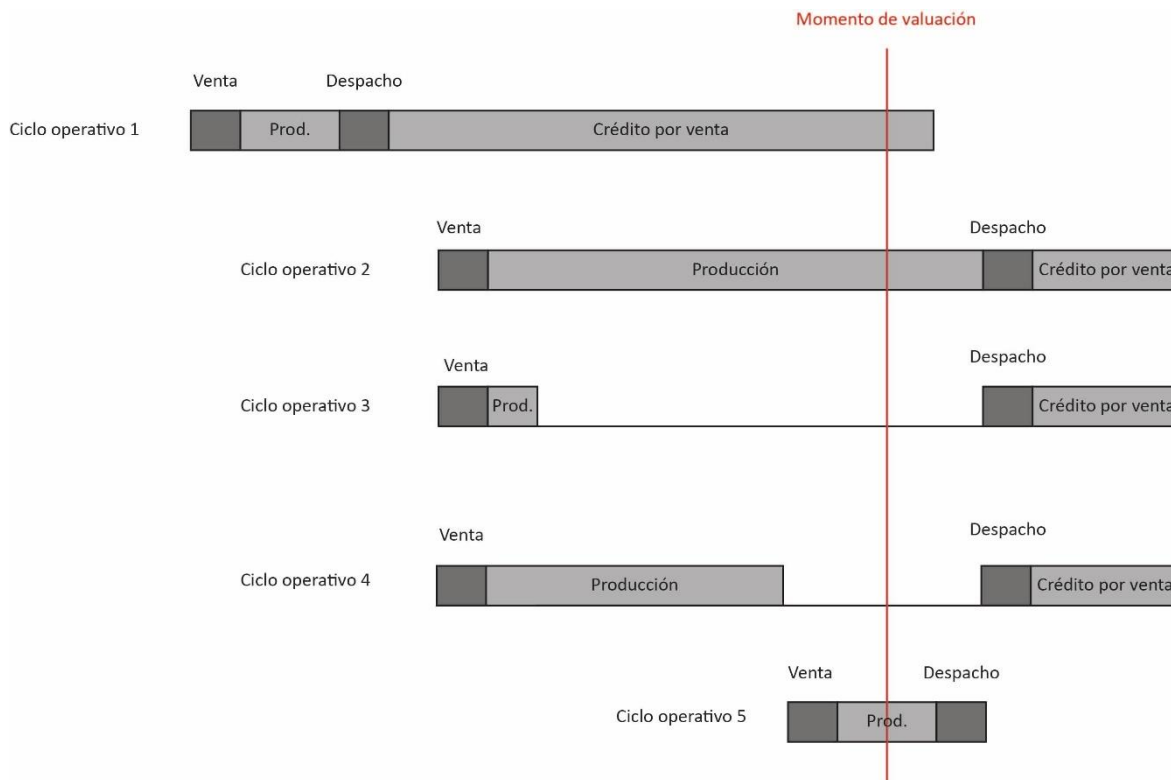 Momento de valuación
Venta Despacho
Ciclo operativo 1 Prod. Crédito por venta
Venta Despacho
Ciclo operativo 2 Producción Crédito por venta
Venta Despacho
Ciclo operativo 3 Prod. Crédito por venta
Venta Despacho
Ciclo operativo 4 Producción Crédito por venta
Venta Despacho
Ciclo operativo 5 Prod.